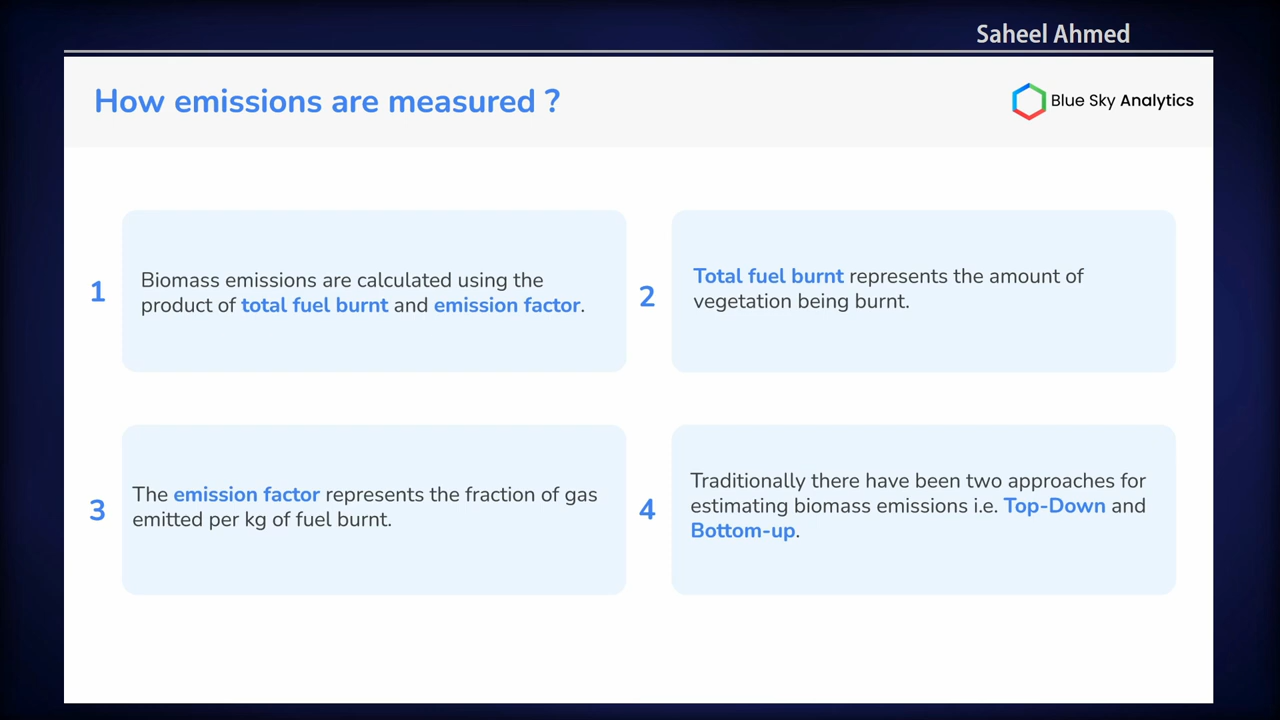 Saheel Ahmed
How emissions are measured ?
Blue Sky Analytics
1
Biomass emissions are calculated using the
product of total fuel burnt and emission factor.
2
Total fuel burnt represents the amount of
vegetation being burnt.
3
The emission factor represents the fraction of gas
emitted per kg of fuel burnt.
4
Traditionally there have been two approaches for
estimating biomass emissions i.e. Top-Down and
Bottom-up.